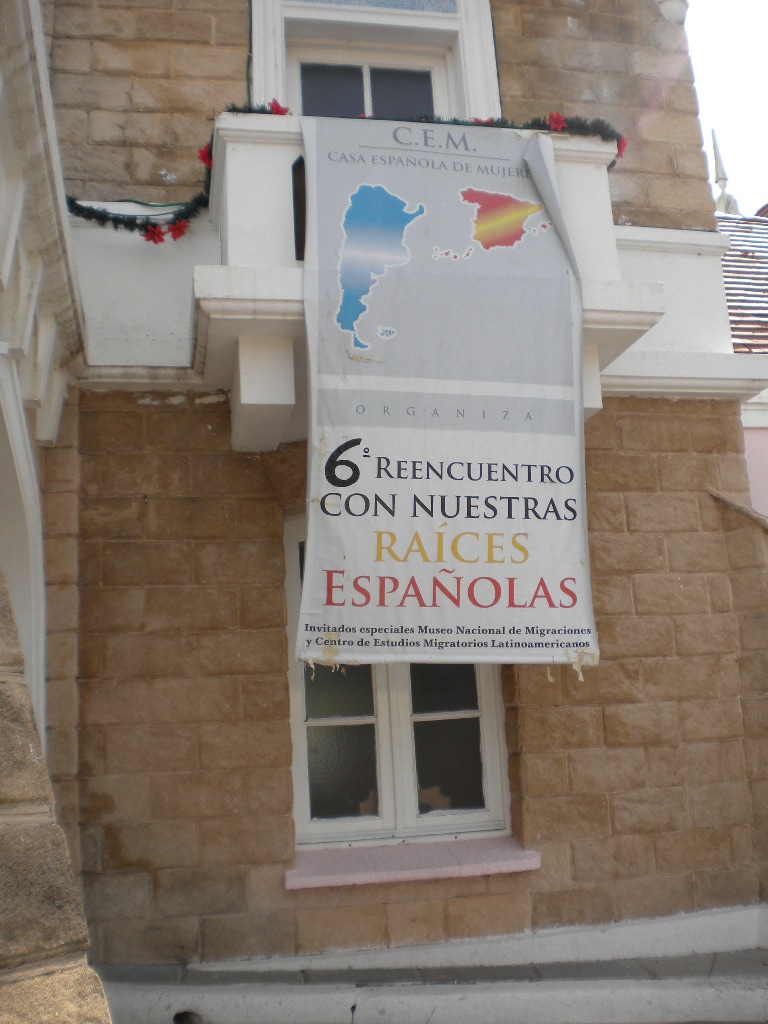 C.E.M.
CASA ESPAÑOLA DE
ORGANIZA
6º REENCUENTRO
CON NUESTRAS
RAÍCES
ESPAÑOLAS
Invitados especiales Museo Nacional de Migraciones
y Centro de Estudios Migratorios Latinoamericanos